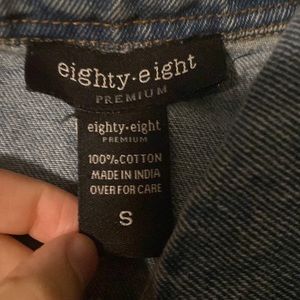 eighty·eight
PREMIUM
eighty·eight
PREMIUM
100% COTTON
MADE IN INDIA
OVER FOR CARE
S